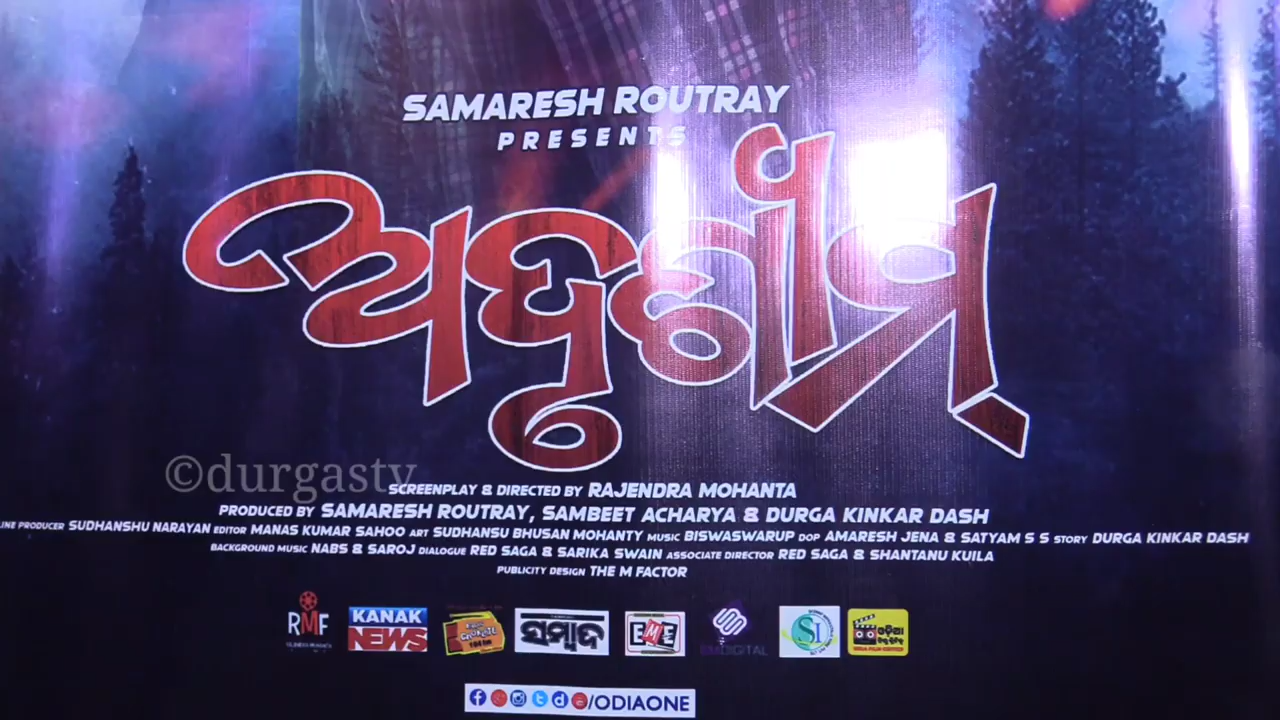 SAMARESH ROUTRAY
PRESENTS
©durgastv
SCREENPLAY & DIRECTED BY RAJENDRA MOHANTA
PRODUCED BY SAMARESH ROUTRAY, SAMBEET ACHARYA & DURGA KINKAR DASH
LINE PRODUCER SUDHANSHU NARAYAN EDITOR MANAS KUMAR SAHOO ART SUDHANSU BHUSAN MOHANTY MUSIC BISWASWARUP DOP AMARESH JENA & SATYAM S S STORY DURGA KINKAR DASH
BACKGROUND MUSIC NABS & SAROJ DIALOGUE RED SAGA & SARIKA SWAIN ASSOCIATE DIRECTOR RED SAGA & SHANTANU KUILA
PUBLICITY DESIGN THE M FACTOR
RMF KANAK NEWS ସମ୍ବାଦ DIGITAL SI
/ODIAONE